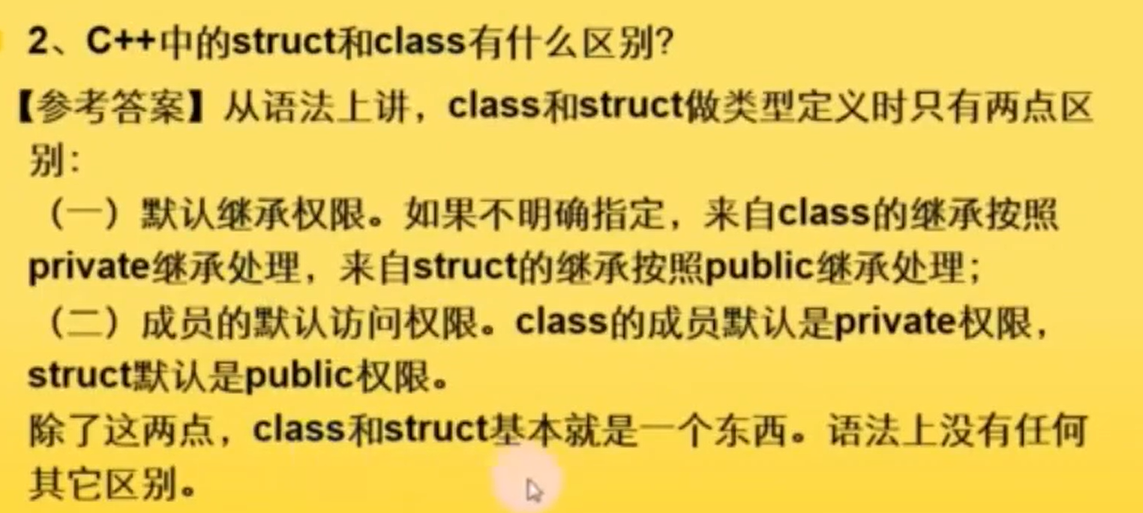 2、C++中的struct和class有什么区别?
【参考答案】从语法上讲，class和struct做类型定义时只有两点区
别：
（一）默认继承权限。如果不明确指定，来自class的继承按照
private继承处理，来自struct的继承按照public继承处理；
（二）成员的默认访问权限。class的成员默认是private权限，
struct默认是public权限。
除了这两点，class和struct基本就是一个东西。语法上没有任何
其它区别。